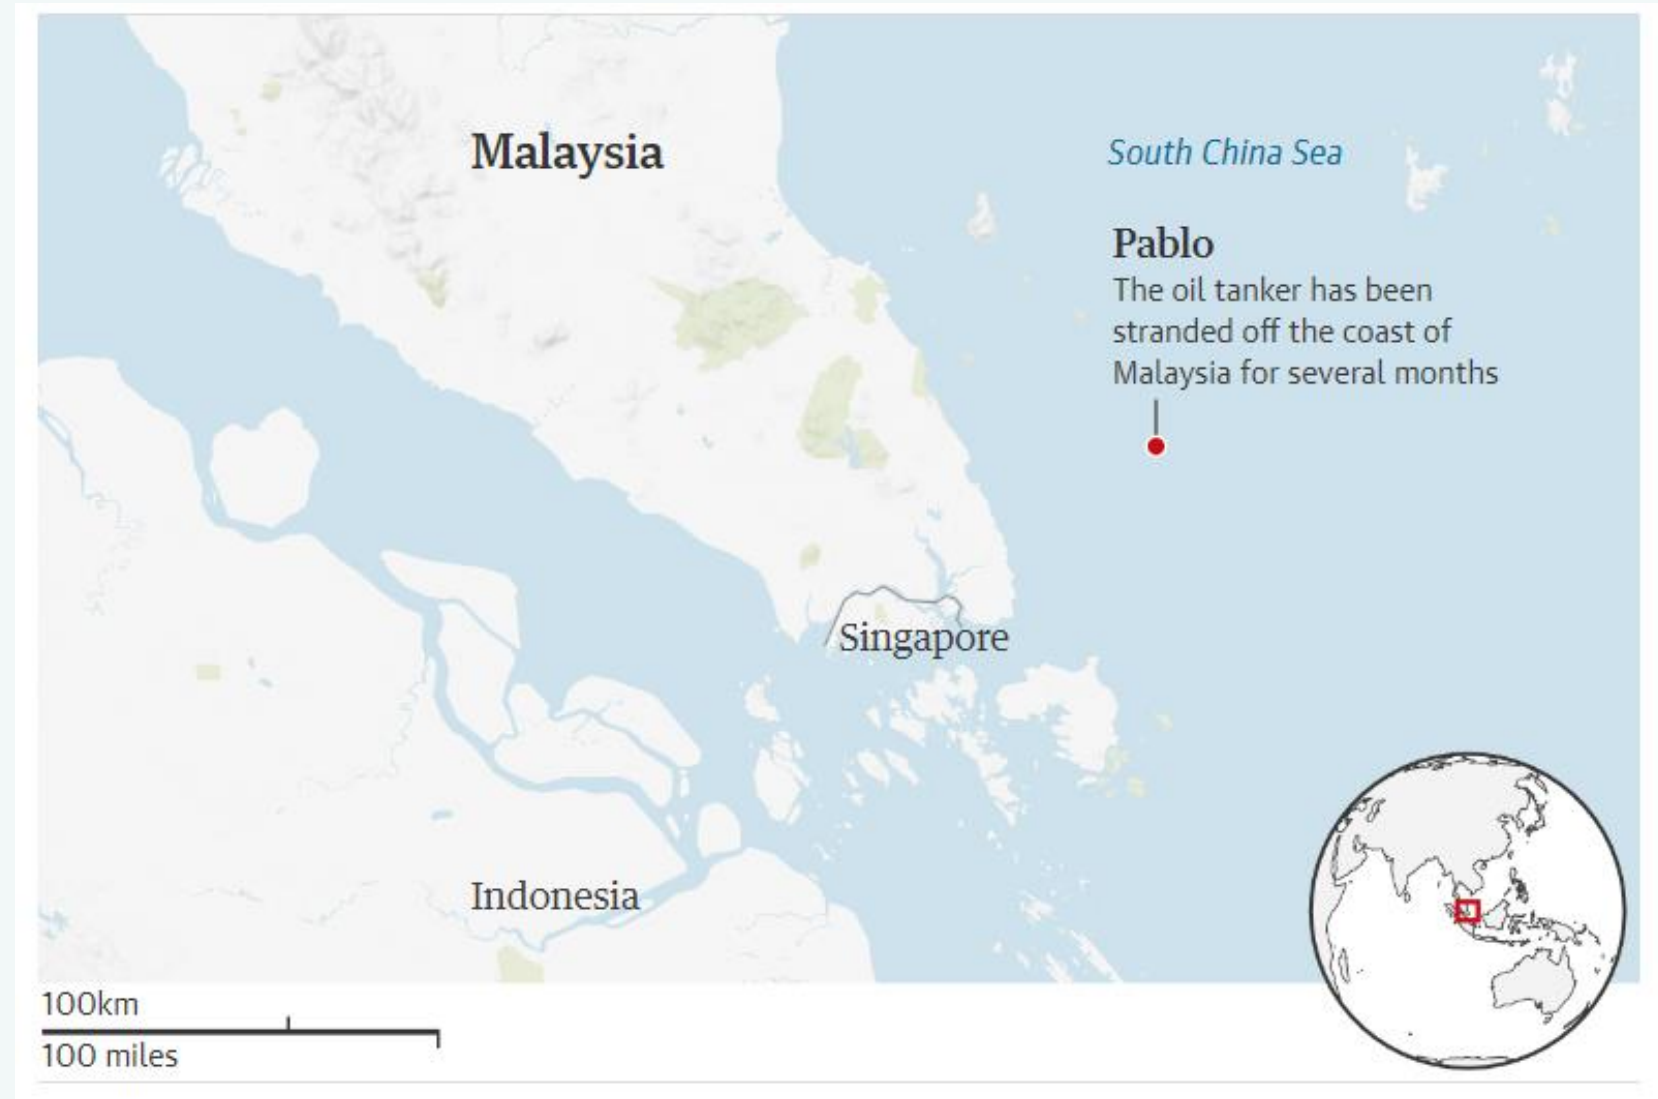 Malaysia
South China Sea
Pablo
The oil tanker has been
stranded off the coast of
Malaysia for several months
Singapore
Indonesia
100km
100 miles